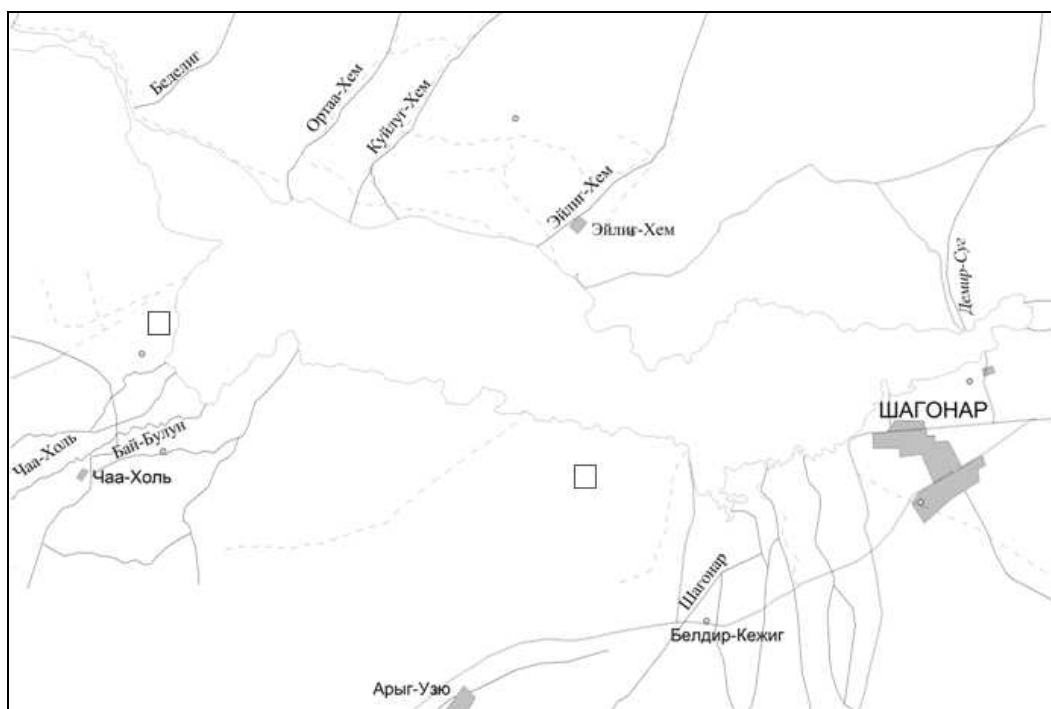 Беделиг
Ортаа-Хем
Куйлуг-Хем
Эйлиг-Хем
Эйлиг-Хем
Демир-Суг
ШАГОНАР
Чаа-Холь
Бай-Булун
Чаа-Холь
Шагонар
Белдир-Кежиг
Арыг-Узю